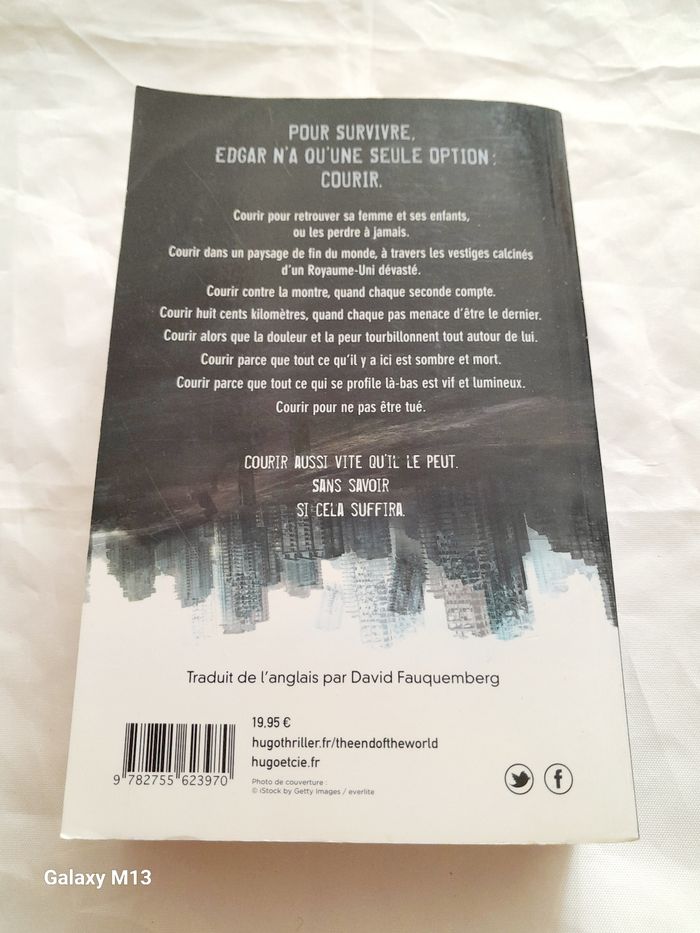 POUR SURVIVRE,
EDGAR N'A QU'UNE SEULE OPTION :
COURIR.
Courir pour retrouver sa femme et ses enfants,
ou les perdre à jamais.
Courir dans un paysage de fin du monde, à travers les vestiges calcinés
d'un Royaume-Uni dévasté.
Courir contre la montre, quand chaque seconde compte.
Courir huit cents kilomètres, quand chaque pas menace d'être le dernier.
Courir alors que la douleur et la peur tourbillonnent tout autour de lui.
Courir parce que tout ce qu'il y a ici est sombre et mort.
Courir parce que tout ce qui se profile là-bas est vif et lumineux.
Courir pour ne pas être tué.
COURIR AUSSI VITE QU'IL LE PEUT.
SANS SAVOIR
SI CELA SUFFIRA.
Traduit de l'anglais par David Fauquemberg
19,95 €
hugothriller.fr/theendoftheworld
hugoetcie.fr
9 782755 623970
Photo de couverture :
© iStock by Getty Images / everlite
Galaxy M13